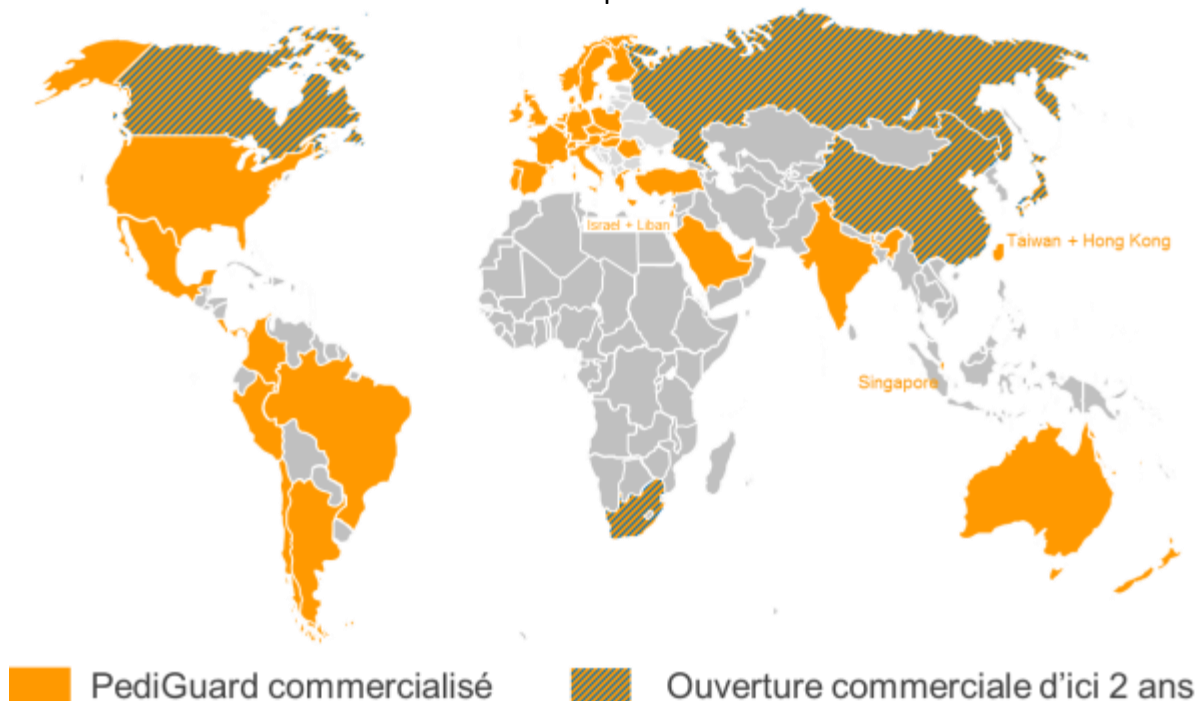 Israel + Liban
Taiwan + Hong Kong
Singapore
PediGuard commercialisé
Ouverture commerciale d'ici 2 ans